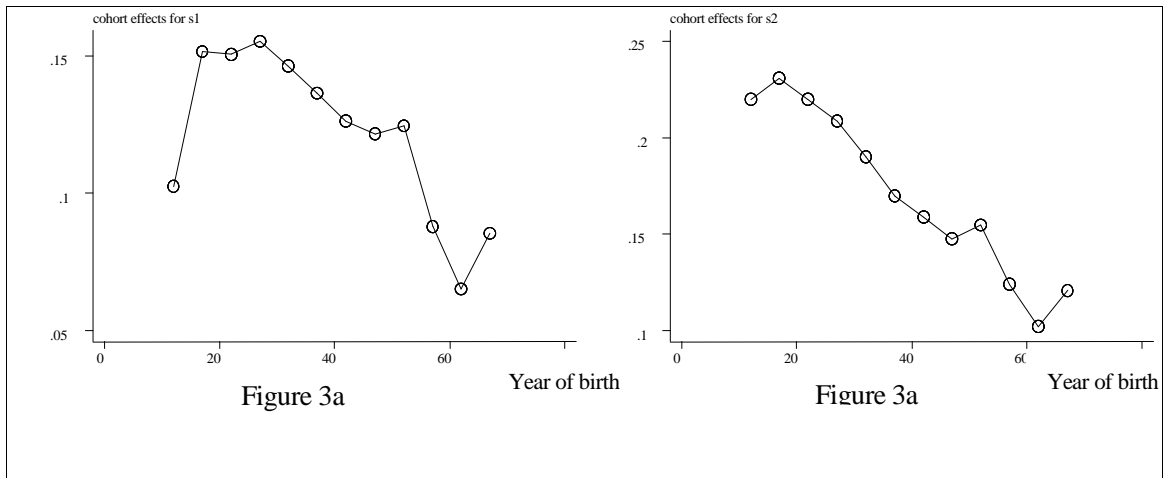 cohort effects for s1
.15
.1
.05
0
20
40
60
Year of birth
Figure 3a
cohort effects for s2
.25
.2
.15
.1
0
20
40
60
Year of birth
Figure 3a